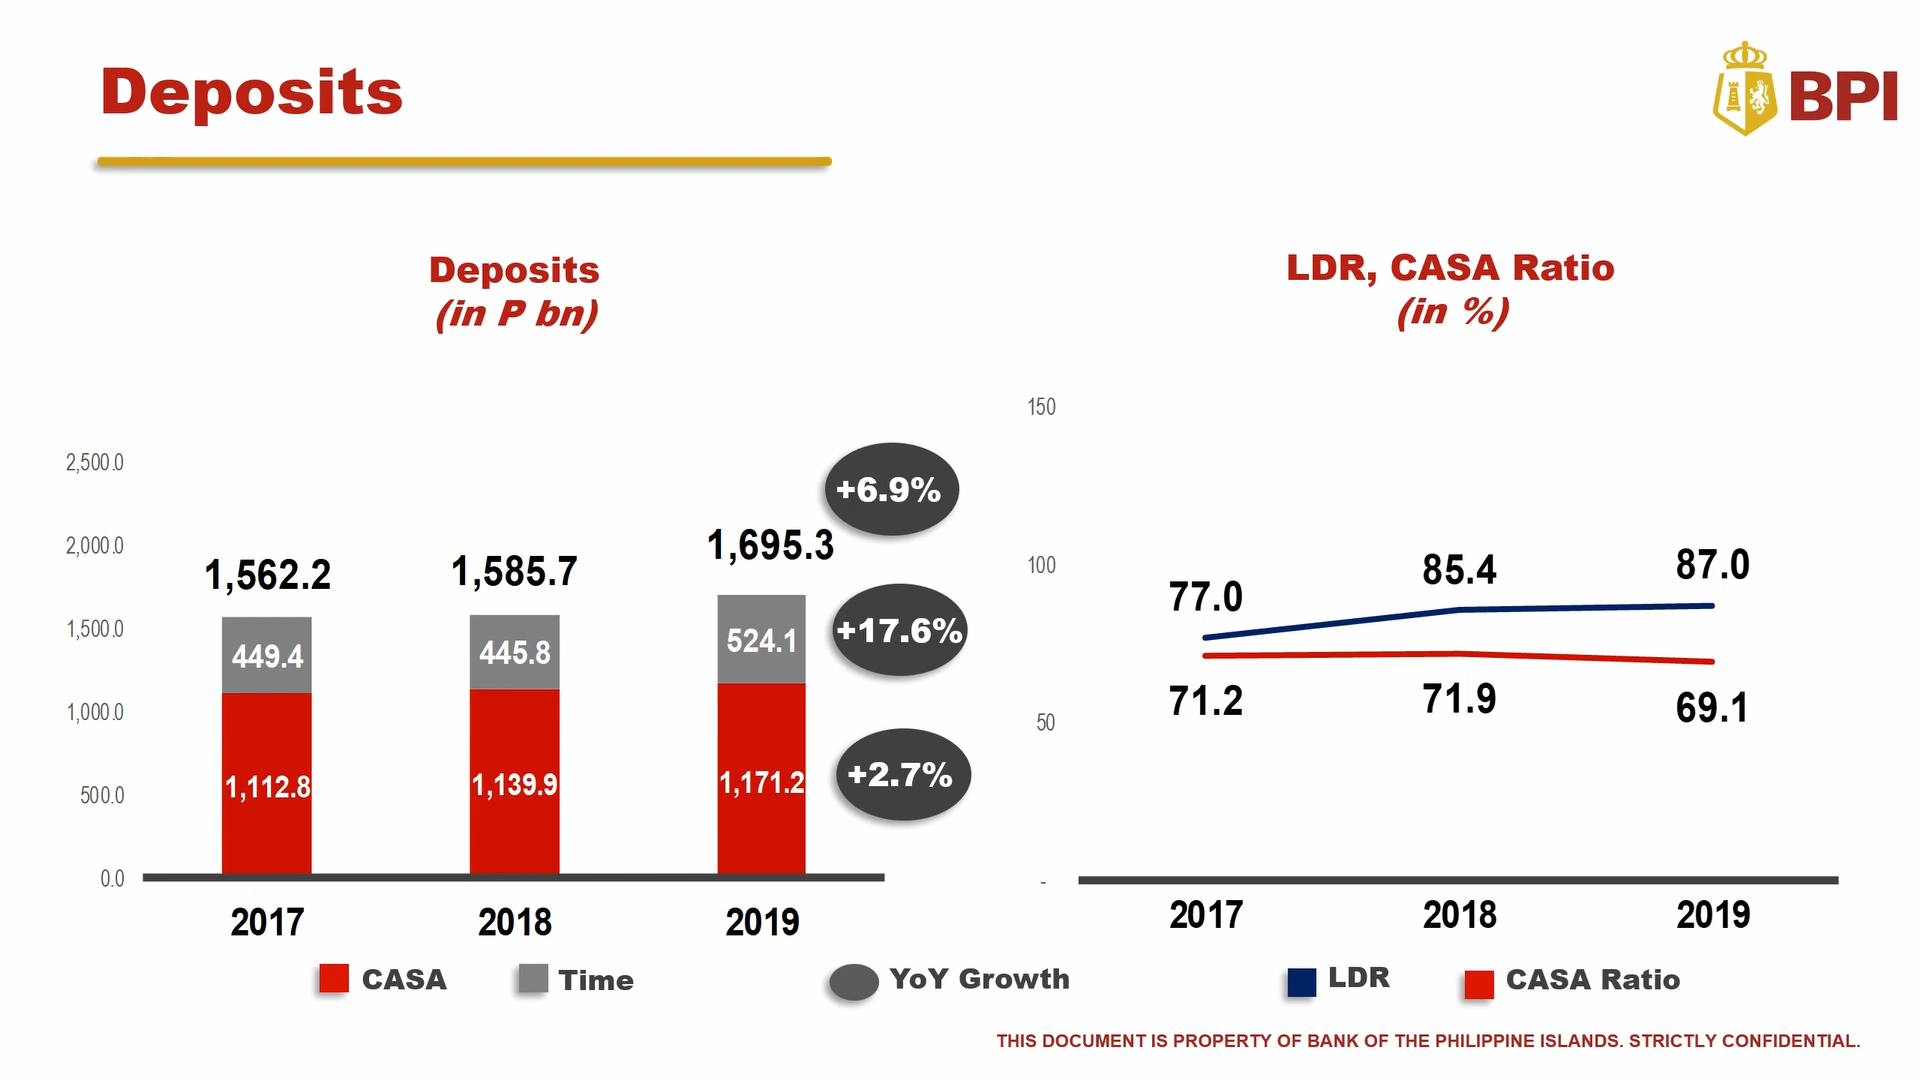 Deposits
BPI
Deposits
(in P bn)
2,500.0
2,000.0
1,500.0
1,000.0
500.0
0.0
1,562.2
1,585.7
1,695.3
449.4
445.8
524.1
1,112.8
1,139.9
1,171.2
+6.9%
+17.6%
+2.7%
2017
2018
2019
CASA
Time
YoY Growth
LDR, CASA Ratio
(in %)
150
100
50
-
77.0
85.4
87.0
71.2
71.9
69.1
2017
2018
2019
LDR
CASA Ratio
THIS DOCUMENT IS PROPERTY OF BANK OF THE PHILIPPINE ISLANDS. STRICTLY CONFIDENTIAL.